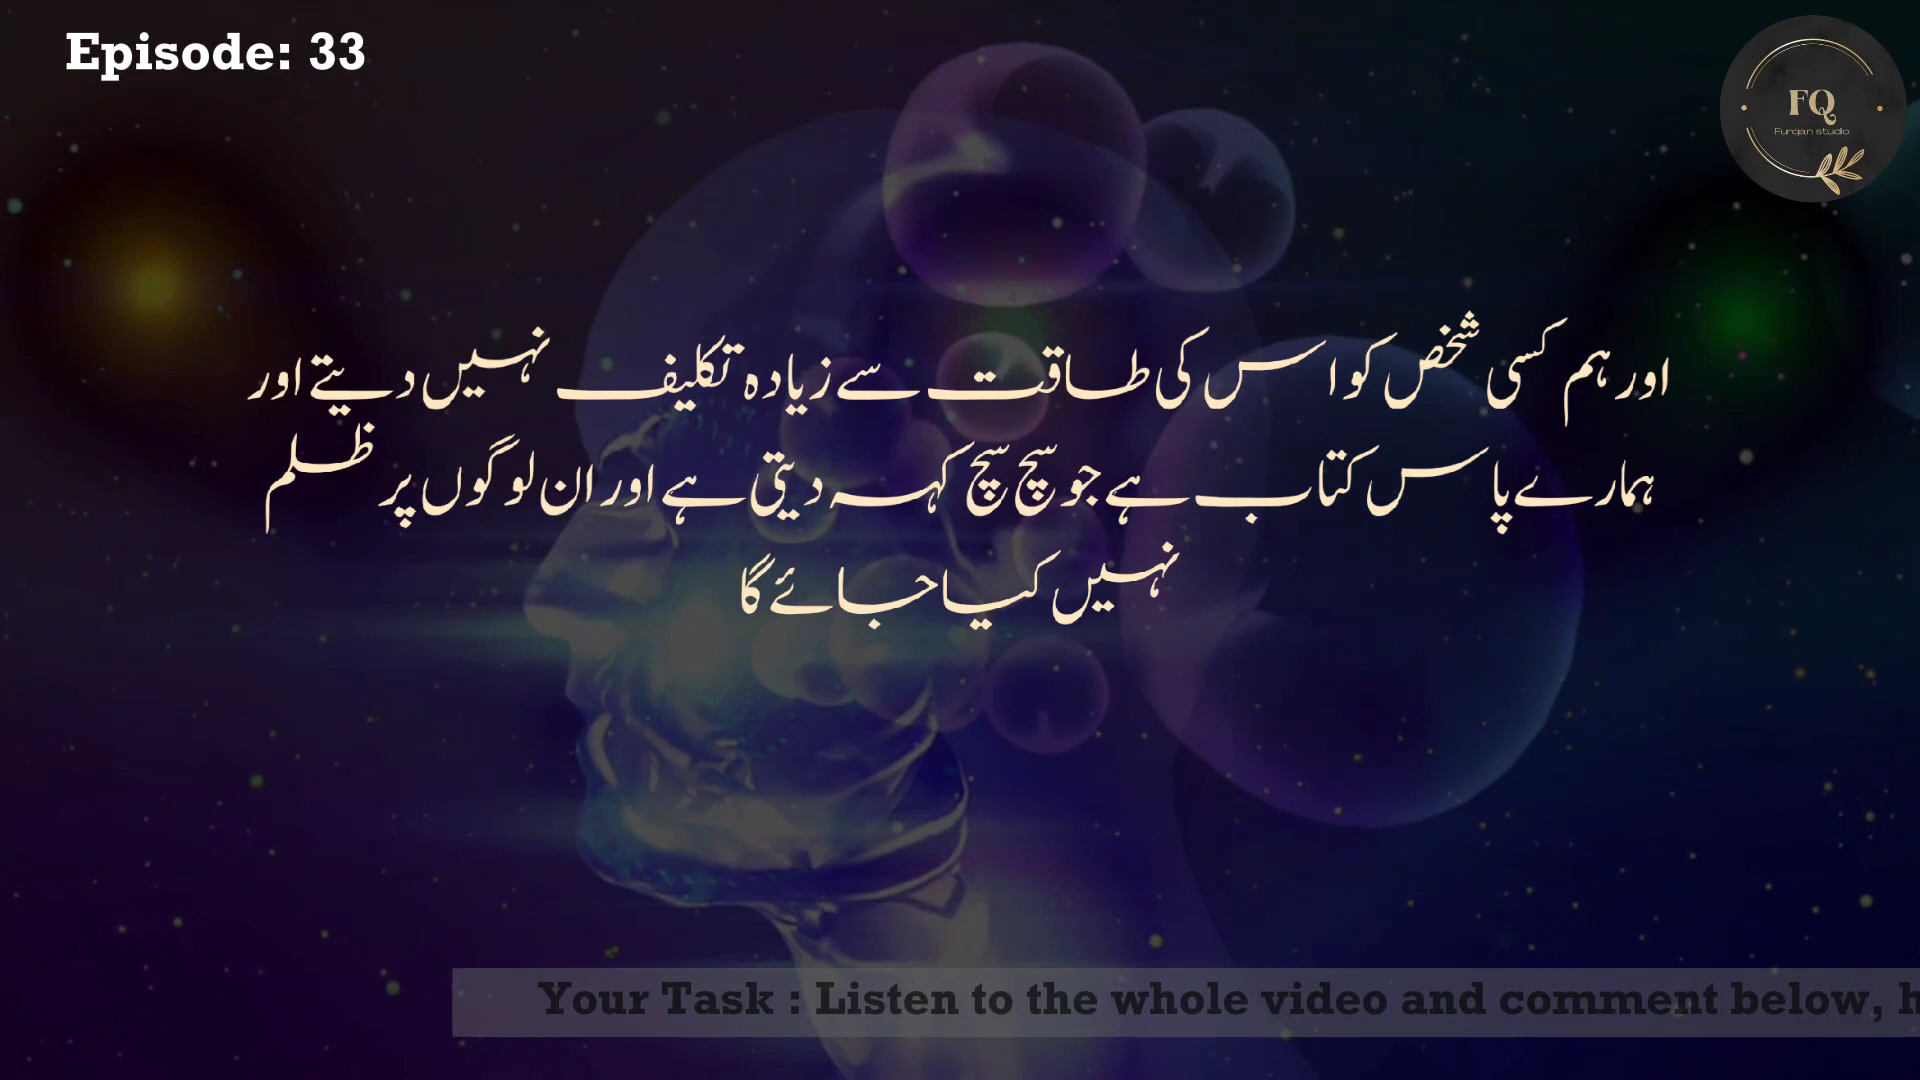 Episode: 33
FQ
Furqan studio
اور ہم کسی شخص کو اس کی طاقت سے زیادہ تکلیف نہیں دیتے اور
ہمارے پاس کتاب ہے جو سچ سچ کہہ دیتی ہے اور ان لوگوں پر ظلم
نہیں کیا جائے گا
Your Task : Listen to the whole video and comment below, h